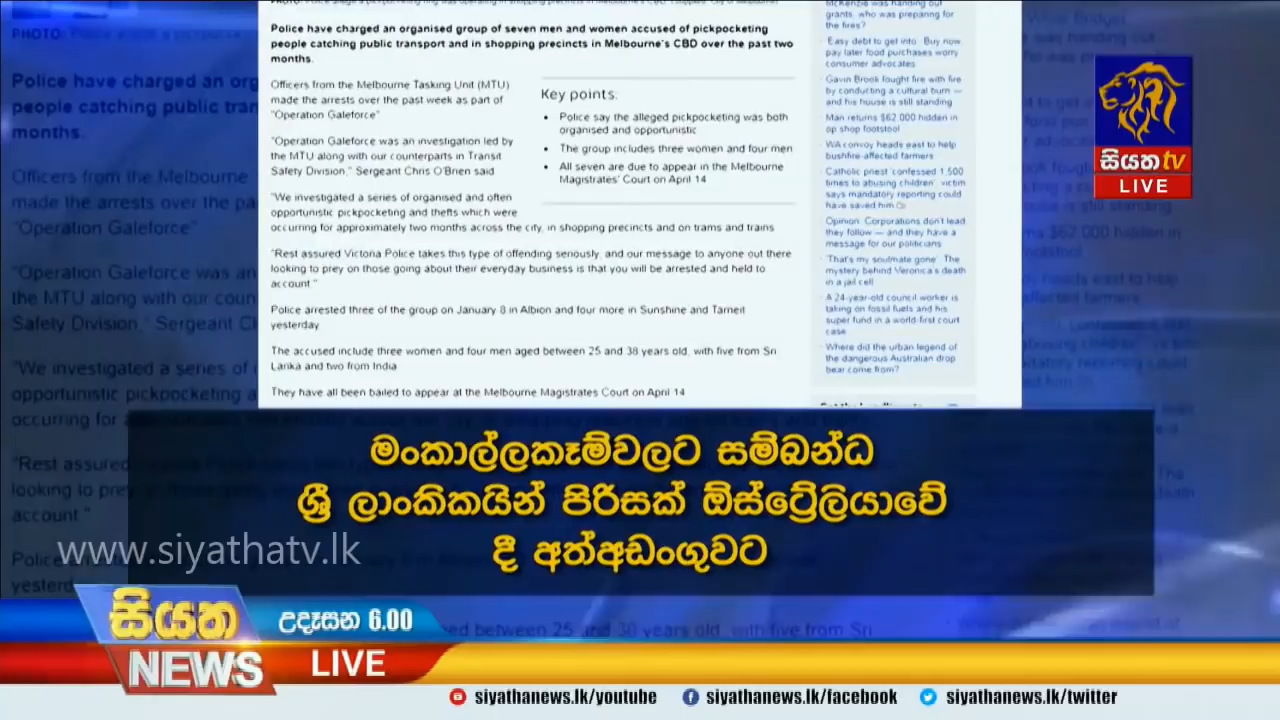 Police have charged an organised group of seven men and women accused of pickpocketing
people catching public transport and in shopping precincts in Melbourne's CBD over the past two
months.
Officers from the Melbourne Tasking Unit (MTU)
made the arrests over the past week as part of
"Operation Galeforce"
"Operation Galeforce was an investigation led by
the MTU along with our counterparts in Transit
Safety Division," Sergeant Chris O'Brien said
"We investigated a series of organised and often
opportunistic pickpocketing and thefts which were
occurring for approximately two months across the city, in shopping precincts and on trams and trains
"Rest assured Victoria Police takes this type of offending seriously, and our message to anyone out there
looking to prey on those going about their everyday business is that you will be arrested and held to
account."
Police arrested three of the group on January 8 in Albion and four more in Sunshine and Tarneit
yesterday
The accused include three women and four men aged between 25 and 38 years old, with five from Sri
Lanka and two from India
They have all been bailed to appear at the Melbourne Magistrates Court on April 14
Key points:
• Police say the alleged pickpocketing was both
organised and opportunistic
• The group includes three women and four men
• All seven are due to appear in the Melbourne
Magistrates' Court on April 14
McKenzie was handing out
grants, who was preparing for
the fires?
'Easy debt to get into': Buy now,
pay later food purchases worry
consumer advocates
Gavin Brook fought fire with fire
by conducting a cultural burn —
and his house is still standing
Man returns $62,000 hidden in
op shop footstool
WA convoy heads east to help
bushfire-affected farmers
Catholic priest 'confessed 1,500
times to abusing children', victim
says mandatory reporting could
have saved him
Opinion: Corporations don't lead,
they follow — and they have a
message for our politicians
'That's my soulmate gone': The
mystery behind Veronica's death
in a jail cell
A 24-year-old council worker is
taking on fossil fuels and his
super fund in a world-first court
case
Where did the urban legend of
the dangerous Australian drop
bear come from?
සියත tv
LIVE
මංකොල්ලකෑම්වලට සම්බන්ධ
ශ්‍රී ලාංකිකයින් පිරිසක් ඕස්ට්‍රේලියාවේ
දී අත්අඩංගුවට
www.siyathatv.lk
සියත උදෑසන 6.00
NEWS LIVE
siyathanews.lk/youtube siyathanews.lk/facebook siyathanews.lk/twitter